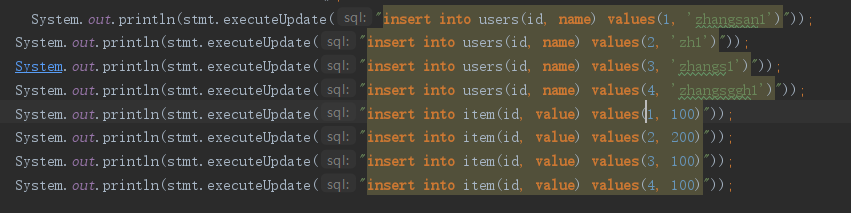 System.out.println(stmt.executeUpdate( sql: "insert into users(id, name) values(1, 'zhangsan1')"));
System.out.println(stmt.executeUpdate( sql: "insert into users(id, name) values(2, 'zh1')"));
System.out.println(stmt.executeUpdate( sql: "insert into users(id, name) values(3, 'zhangs1')"));
System.out.println(stmt.executeUpdate( sql: "insert into users(id, name) values(4, 'zhangsggh1')"));
System.out.println(stmt.executeUpdate( sql: "insert into item(id, value) values(1, 100)"));
System.out.println(stmt.executeUpdate( sql: "insert into item(id, value) values(2, 200)"));
System.out.println(stmt.executeUpdate( sql: "insert into item(id, value) values(3, 100)"));
System.out.println(stmt.executeUpdate( sql: "insert into item(id, value) values(4, 100)"));